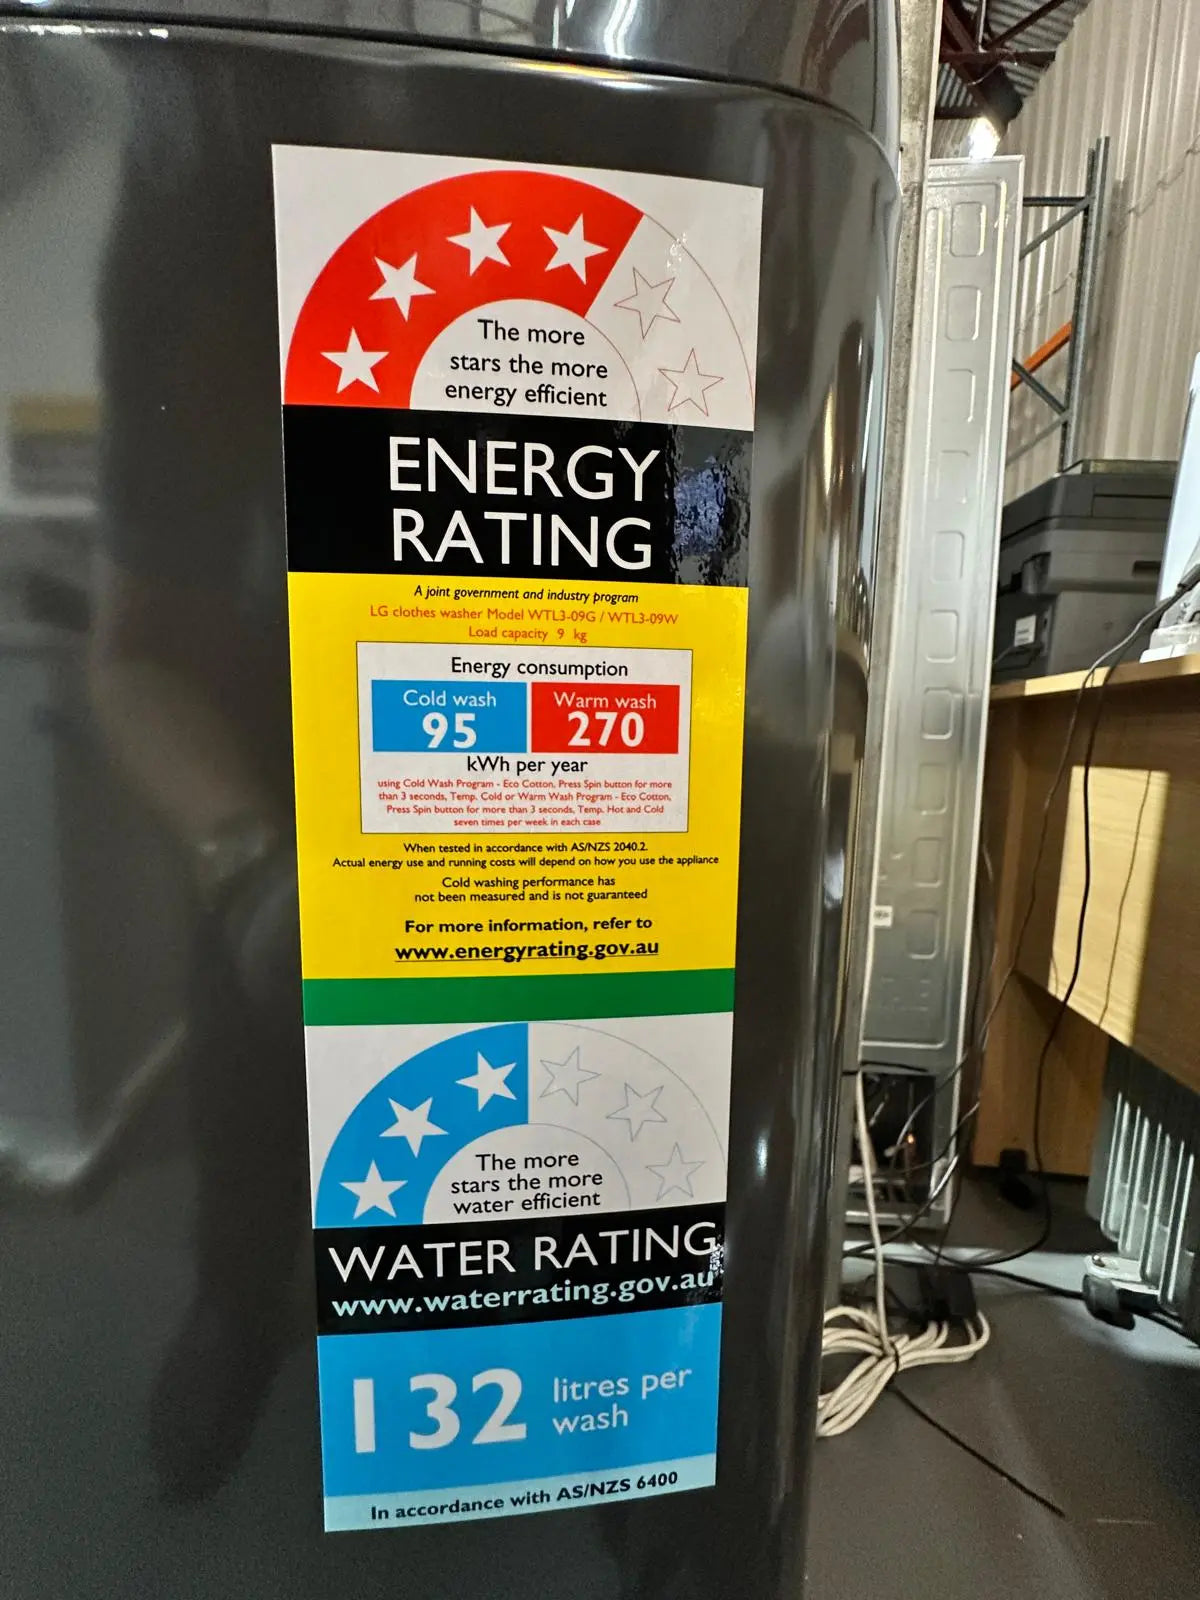 The more
stars the more
energy efficient
ENERGY
RATING
A joint government and industry program
LG clothes washer Model WTL3-09G / WTL3-09W
Load capacity 9 kg
Energy consumption
Cold wash
95
Warm wash
270
kWh per year
using Cold Wash Program - Eco Cotton, Press Spin button for more
than 3 seconds, Temp. Cold or Warm Wash Program - Eco Cotton,
Press Spin button for more than 3 seconds, Temp. Hot and Cold
seven times per week in each case
When tested in accordance with AS/NZS 2040.2.
Actual energy use and running costs will depend on how you use the appliance
Cold washing performance has
not been measured and is not guaranteed
For more information, refer to
www.energyrating.gov.au
The more
stars the more
water efficient
WATER RATING
www.waterrating.gov.au
132 litres per
wash
In accordance with AS/NZS 6400